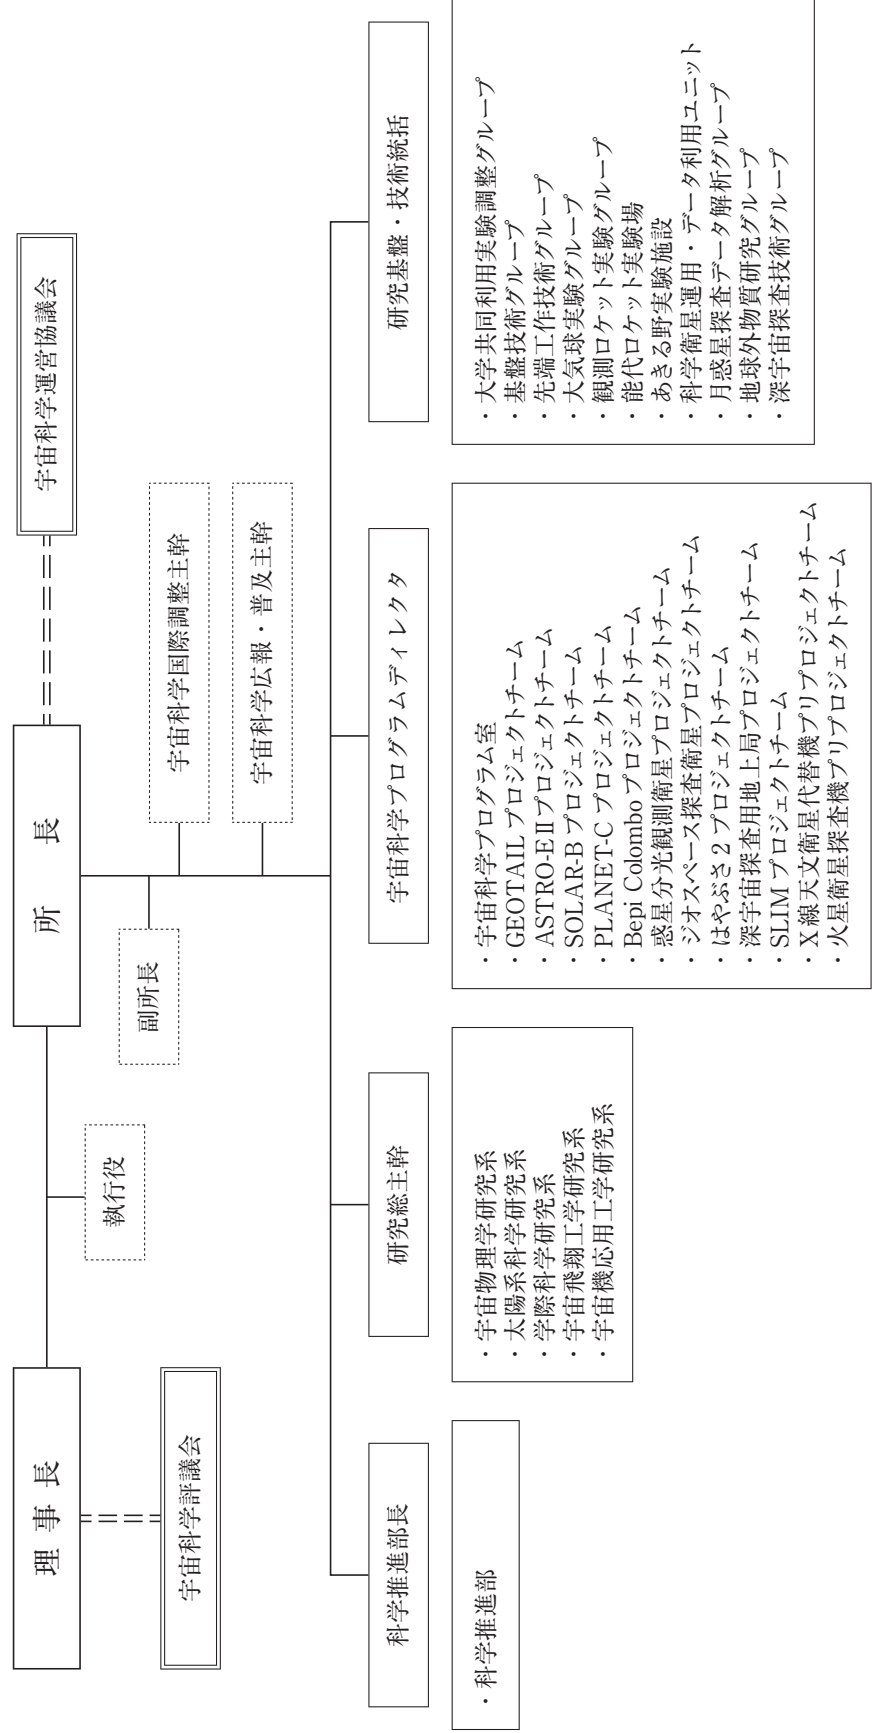 理事長
宇宙科学評議会
執行役
所長
宇宙科学運営協議会
副所長
宇宙科学国際調整主幹
宇宙科学広報・普及主幹
科学推進部長
・科学推進部
研究総主幹
・宇宙物理学研究系
・太陽系科学研究系
・学際科学研究系
・宇宙飛翔工学研究系
・宇宙機応用工学研究系
宇宙科学プログラムディレクタ
・宇宙科学プログラム室
・GEOTAIL プロジェクトチーム
・ASTRO-EⅡプロジェクトチーム
・SOLAR-B プロジェクトチーム
・PLANET-C プロジェクトチーム
・Bepi Colombo プロジェクトチーム
・惑星分光観測衛星プロジェクトチーム
・ジオスペース探査衛星プロジェクトチーム
・はやぶさ2 プロジェクトチーム
・深宇宙探査用地上局プロジェクトチーム
・SLIM プロジェクトチーム
・X線天文衛星代替機プリプロジェクトチーム
・火星衛星探査機プリプロジェクトチーム
研究基盤・技術統括
・大学共同利用実験調整グループ
・基盤技術グループ
・先端工作技術グループ
・大気球実験グループ
・観測ロケット実験グループ
・能代ロケット実験場
・あきる野実験施設
・科学衛星運用・データ利用ユニット
・月惑星探査データ解析グループ
・地球外物質研究グループ
・深宇宙探査技術グループ